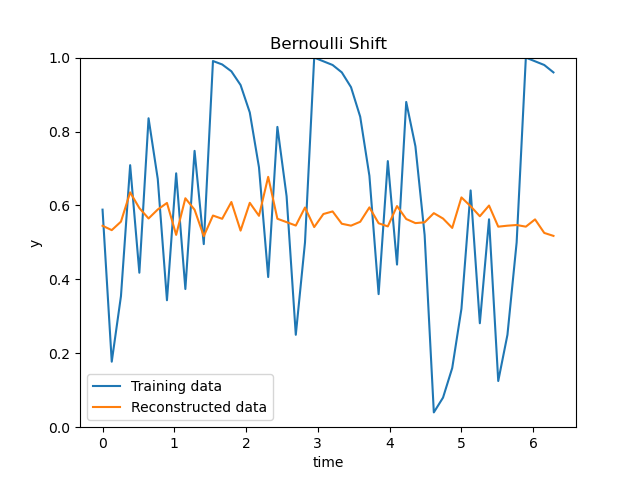 Bernoulli Shift
1.0
0.8
0.6
0.4
0.2
0.0
y
Training data
Reconstructed data
0 1 2 3 4 5 6
time